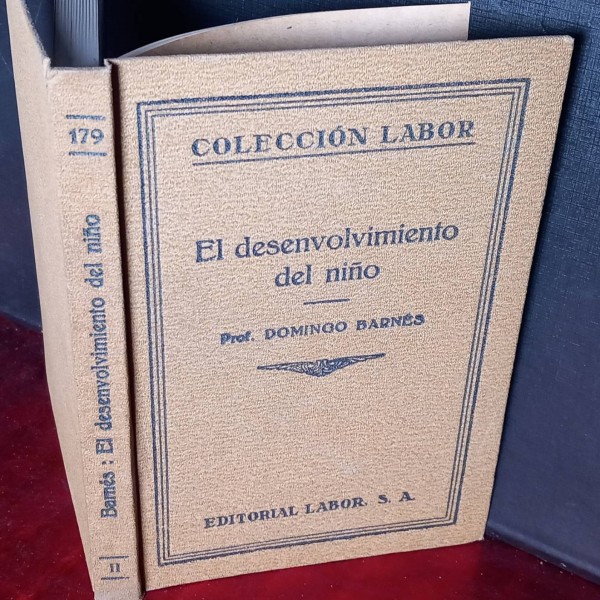 COLECCIÓN LABOR
El desenvolvimiento
del niño
Prof. DOMINGO BARNÉS
EDITORIAL LABOR, S. A.
179
Barnés : El desenvolvimiento del niño
II